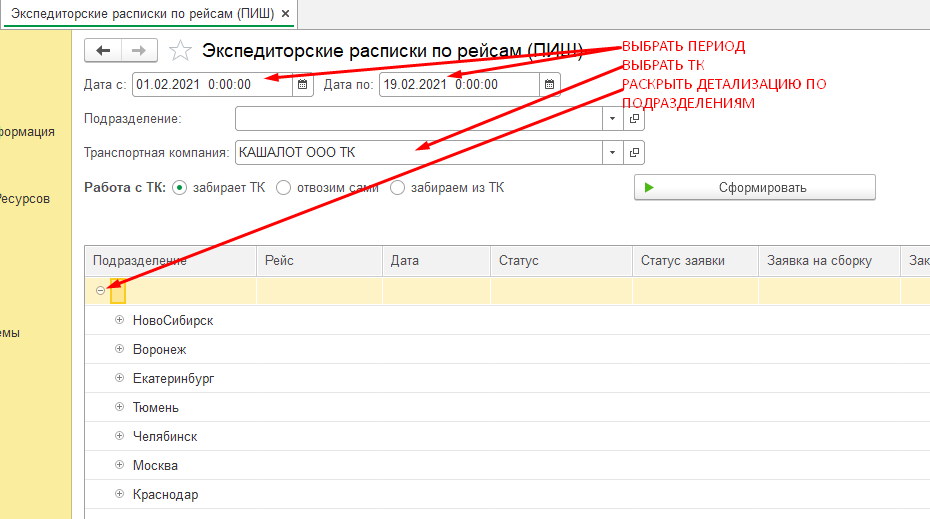 Экспедиторские расписки по рейсам (ПИШ) ×
Экспедиторские расписки по рейсам (ПИШ)
ВЫБРАТЬ ПЕРИОД
ВЫБРАТЬ ТК
РАСКРЫТЬ ДЕТАЛИЗАЦИЮ ПО
ПОДРАЗДЕЛЕНИЯМ
Дата с: 01.02.2021 0:00:00 Дата по: 19.02.2021 0:00:00
Подразделение:
формация
Транспортная компания: КАШАЛОТ ООО ТК
Работа с ТК: забирает ТК отвозим сами забираем из ТК Сформировать
Ресурсов
Подразделение Рейс Дата Статус Статус заявки Заявка на сборку Зак
НовоСибирск
емы
Воронеж
Екатеринбург
Тюмень
Челябинск
Москва
Краснодар